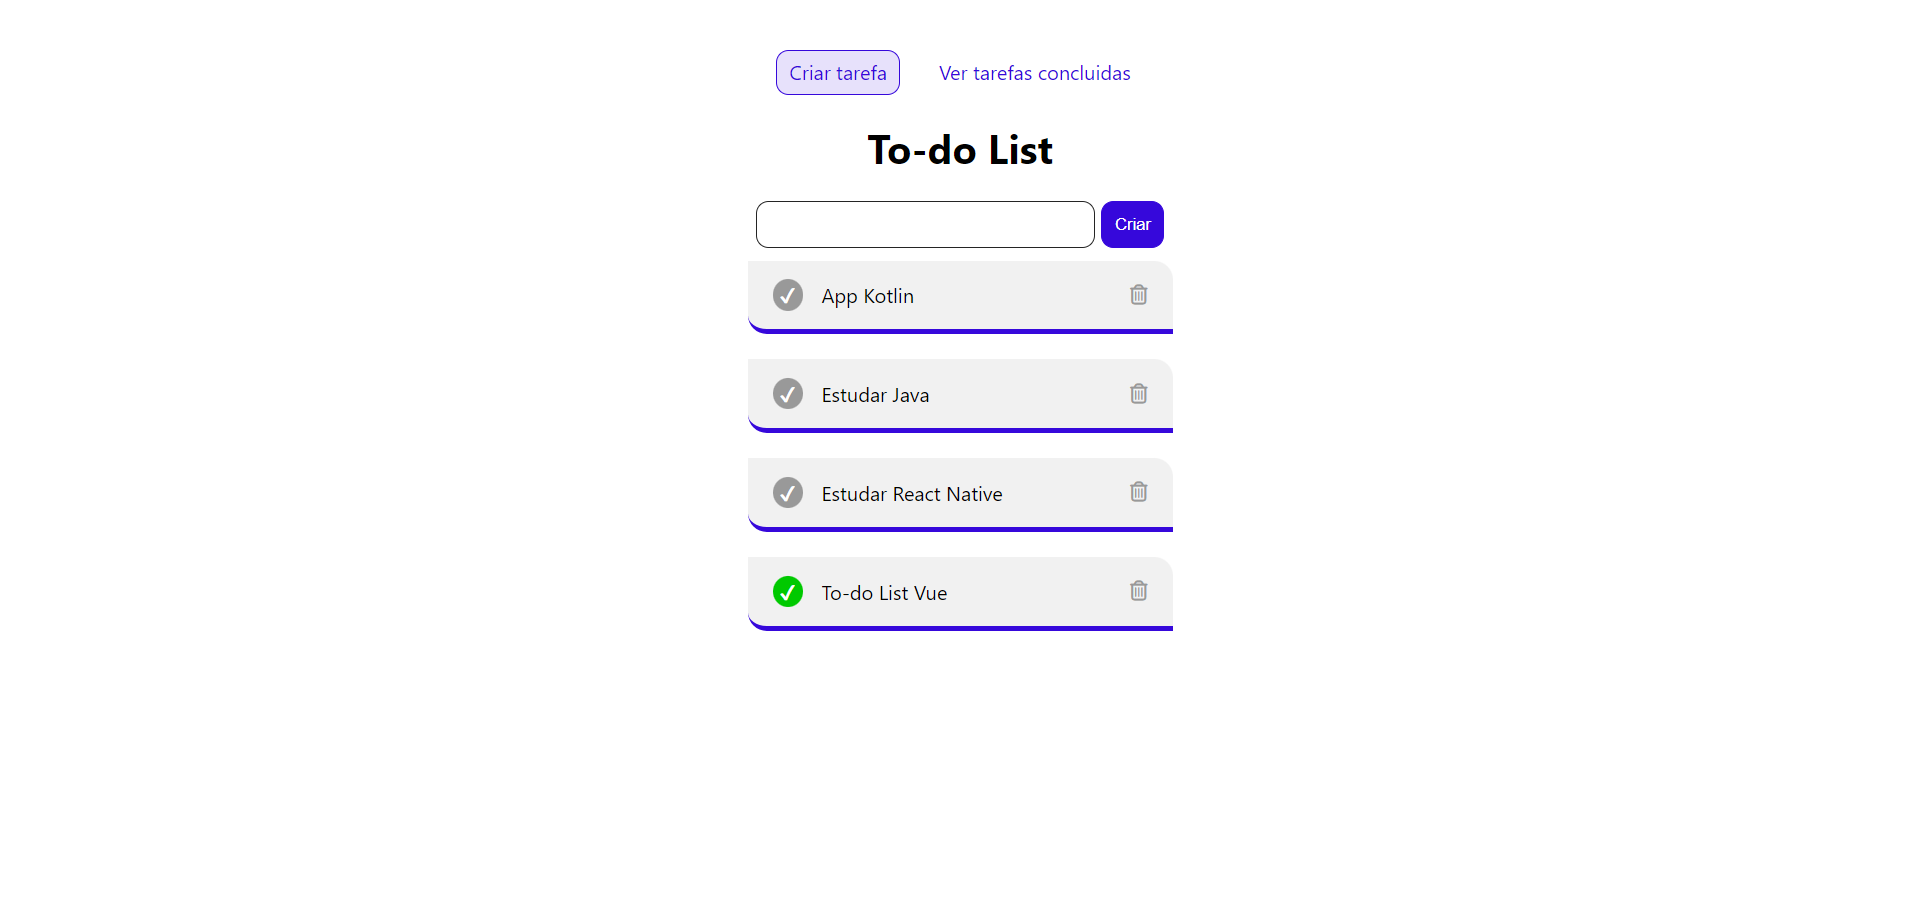 Criar tarefa
Ver tarefas concluidas
To-do List
Criar
App Kotlin
Estudar Java
Estudar React Native
To-do List Vue